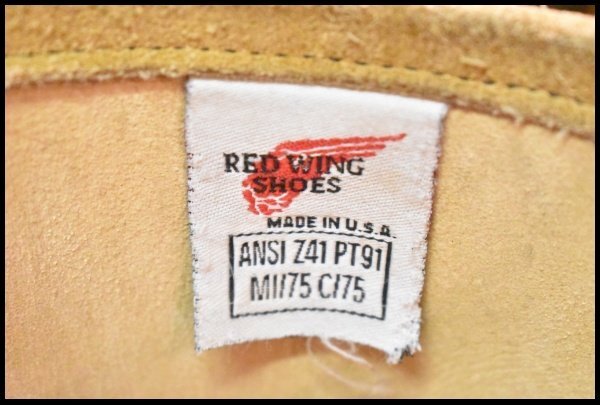 RED WING
SHOES
MADE IN U.S.A.
ANSI Z41 PT91
MI/75 C/75